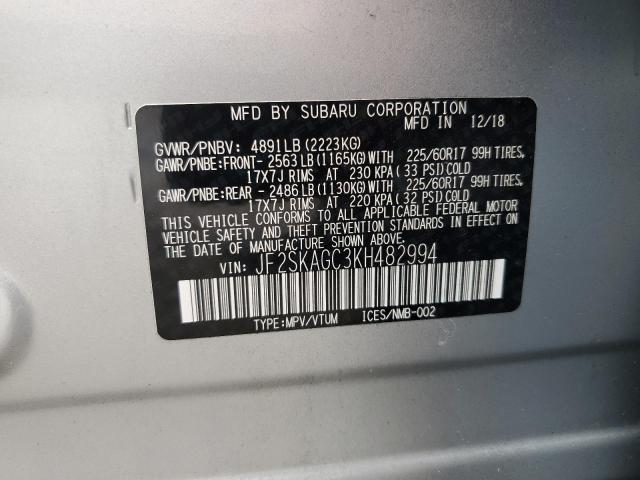 MFD BY SUBARU CORPORATION
MFD IN 12/18
GVWR/PNBV: 4891LB (2223KG)
GAWR/PNBE:FRONT- 2563LB (1165KG)WITH 225/60R17 99H TIRES,
17X7J RIMS AT 230 KPA (33 PSI)COLD
GAWR/PNBE:REAR - 2486LB (1130KG)WITH 225/60R17 99H TIRES,
17X7J RIMS AT 220 KPA (32 PSI)COLD
THIS VEHICLE CONFORMS TO ALL APPLICABLE FEDERAL MOTOR
VEHICLE SAFETY AND THEFT PREVENTION STANDARDS IN EFFECT ON
THE DATE OF MANUFACTURE SHOWN ABOVE.
VIN: JF2SKAGC3KH482994
TYPE:MPV/VTUM ICES/NMB-002